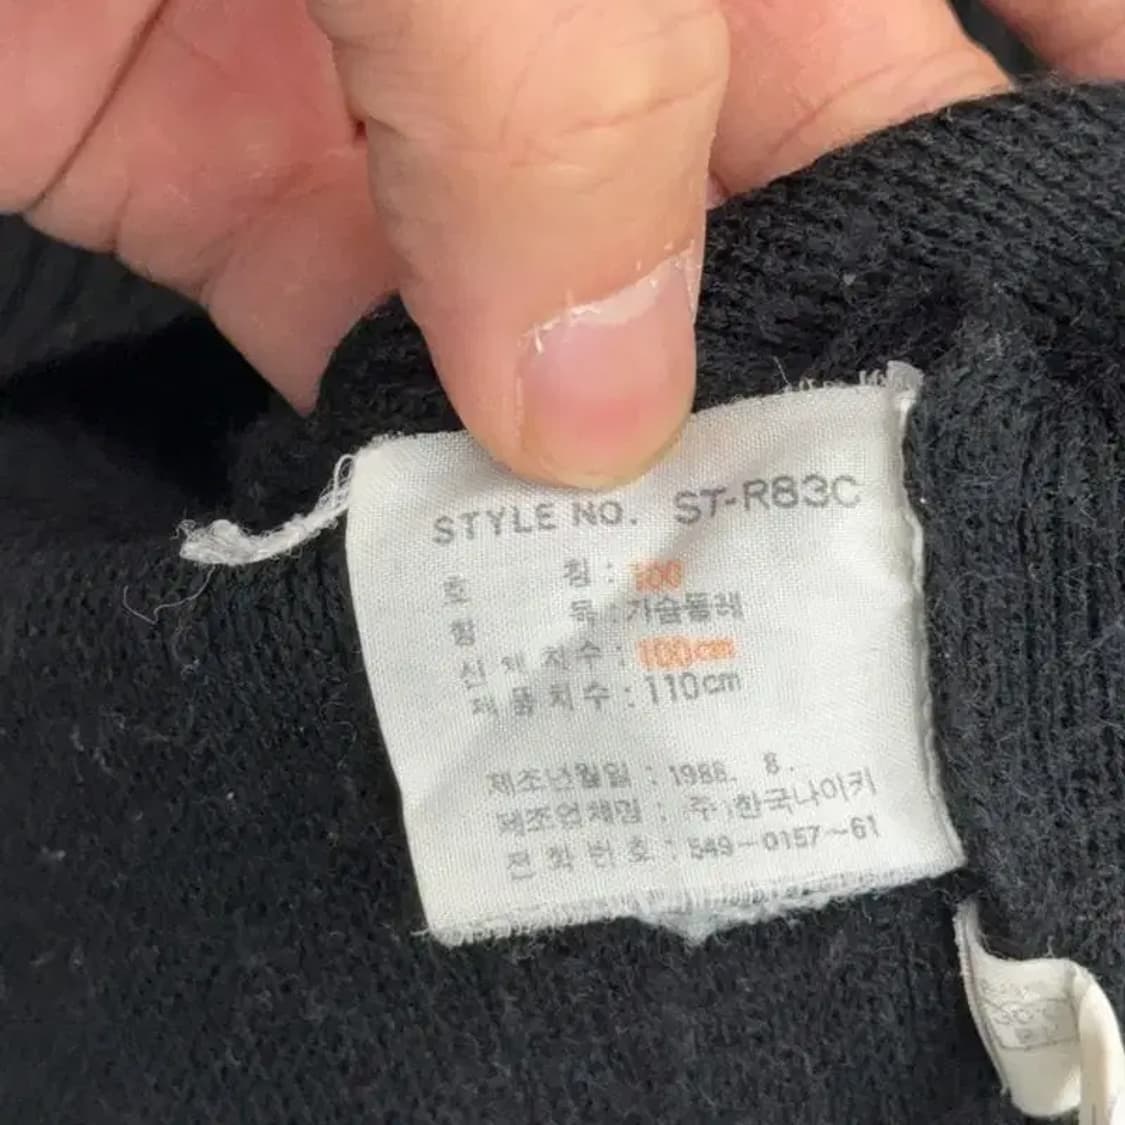 STYLE NO. ST-R83C
호 칭 : 100
항 목 : 가슴둘레
신체치수 : 100cm
제품치수 : 110cm
제조년월일 : 1988. 8.
제조업체명 : 주)한국나이키
전화번호 : 549-0157~61